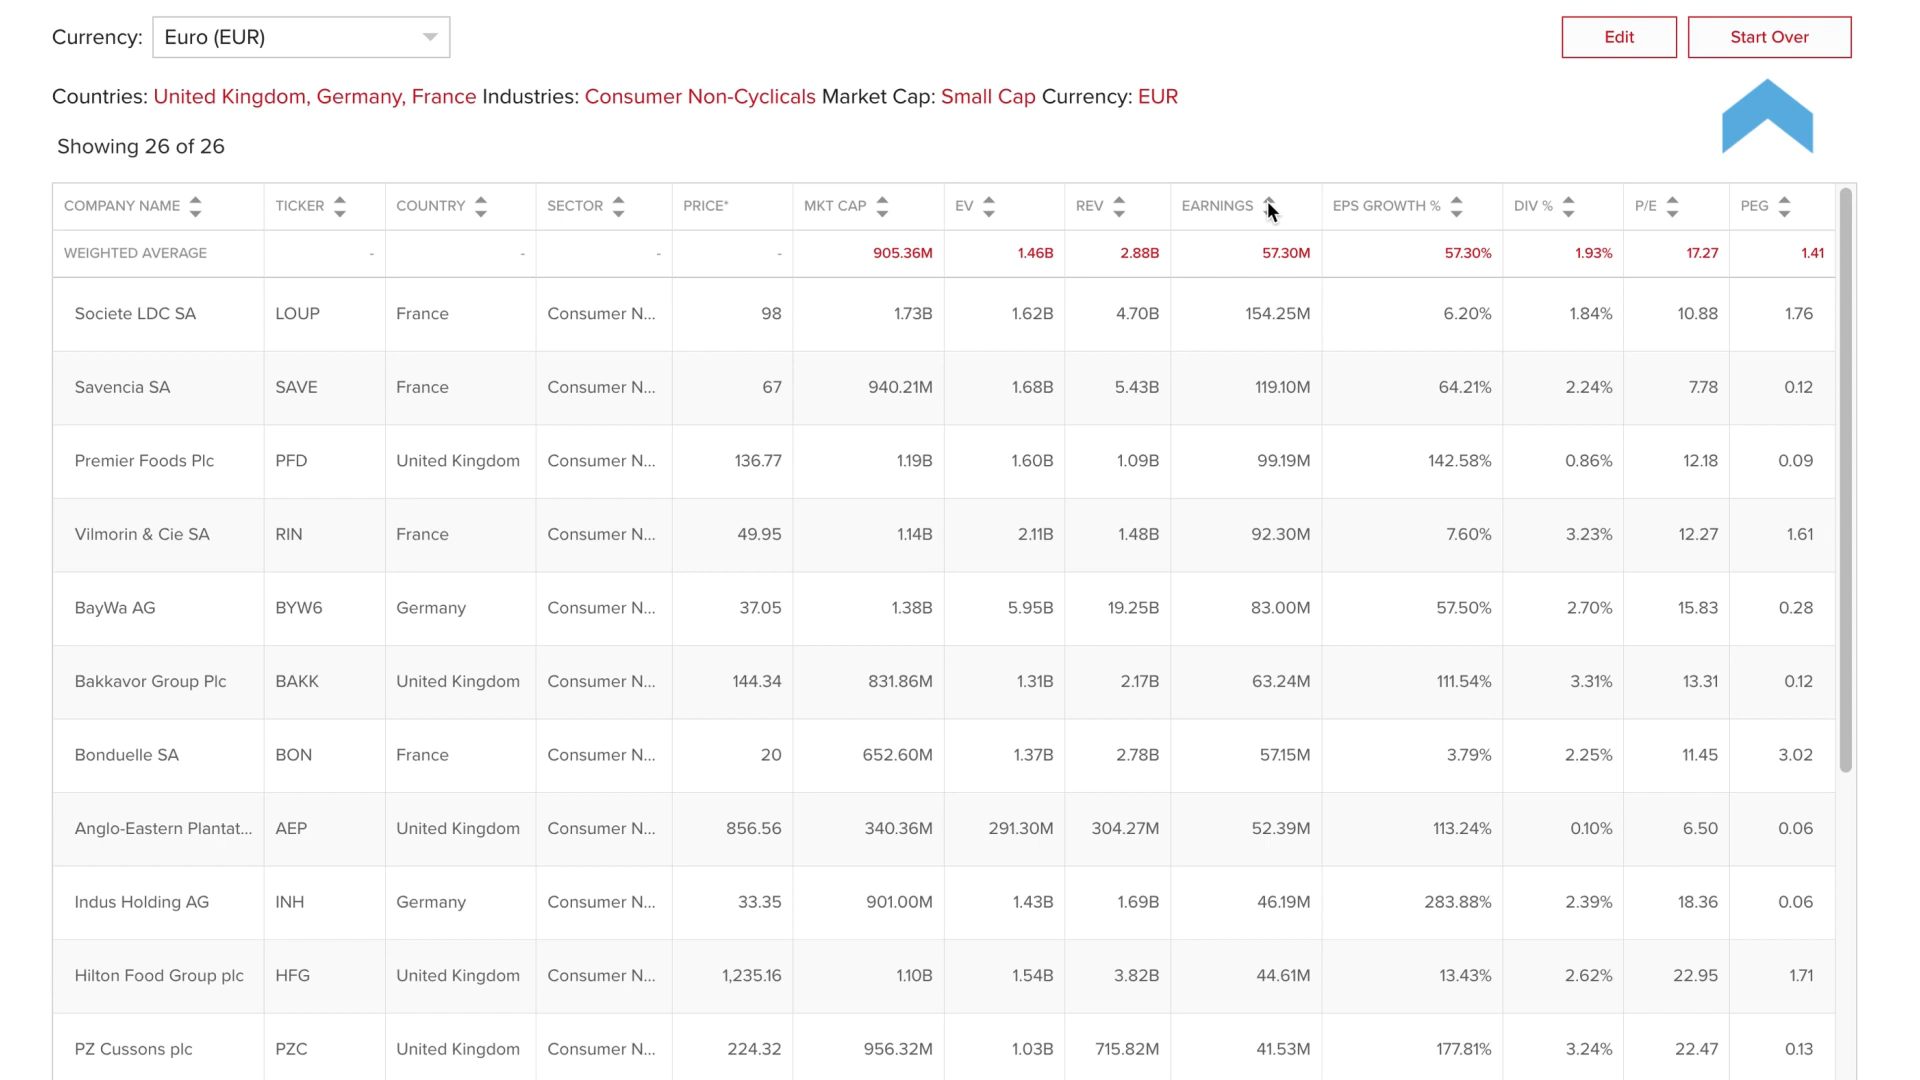 Currency: Euro (EUR) Edit Start Over
Countries: United Kingdom, Germany, France Industries: Consumer Non-Cyclicals Market Cap: Small Cap Currency: EUR
Showing 26 of 26
COMPANY NAME TICKER COUNTRY SECTOR PRICE* MKT CAP EV REV EARNINGS EPS GROWTH % DIV % P/E PEG
WEIGHTED AVERAGE - - - - 905.36M 1.46B 2.88B 57.30M 57.30% 1.93% 17.27 1.41
Societe LDC SA LOUP France Consumer N... 98 1.73B 1.62B 4.70B 154.25M 6.20% 1.84% 10.88 1.76
Savencia SA SAVE France Consumer N... 67 940.21M 1.68B 5.43B 119.10M 64.21% 2.24% 7.78 0.12
Premier Foods Plc PFD United Kingdom Consumer N... 136.77 1.19B 1.60B 1.09B 99.19M 142.58% 0.86% 12.18 0.09
Vilmorin & Cie SA RIN France Consumer N... 49.95 1.14B 2.11B 1.48B 92.30M 7.60% 3.23% 12.27 1.61
BayWa AG BYW6 Germany Consumer N... 37.05 1.38B 5.95B 19.25B 83.00M 57.50% 2.70% 15.83 0.28
Bakkavor Group Plc BAKK United Kingdom Consumer N... 144.34 831.86M 1.31B 2.17B 63.24M 111.54% 3.31% 13.31 0.12
Bonduelle SA BON France Consumer N... 20 652.60M 1.37B 2.78B 57.15M 3.79% 2.25% 11.45 3.02
Anglo-Eastern Plantat... AEP United Kingdom Consumer N... 856.56 340.36M 291.30M 304.27M 52.39M 113.24% 0.10% 6.50 0.06
Indus Holding AG INH Germany Consumer N... 33.35 901.00M 1.43B 1.69B 46.19M 283.88% 2.39% 18.36 0.06
Hilton Food Group plc HFG United Kingdom Consumer N... 1,235.16 1.10B 1.54B 3.82B 44.61M 13.43% 2.62% 22.95 1.71
PZ Cussons plc PZC United Kingdom Consumer N... 224.32 956.32M 1.03B 715.82M 41.53M 177.81% 3.24% 22.47 0.13